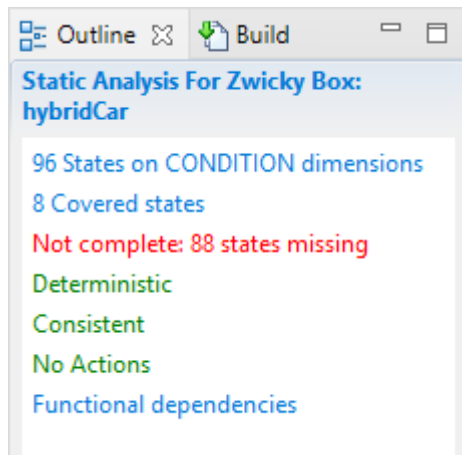 Outline
Build
Static Analysis For Zwicky Box:
hybridCar
96 States on CONDITION dimensions
8 Covered states
Not complete: 88 states missing
Deterministic
Consistent
No Actions
Functional dependencies